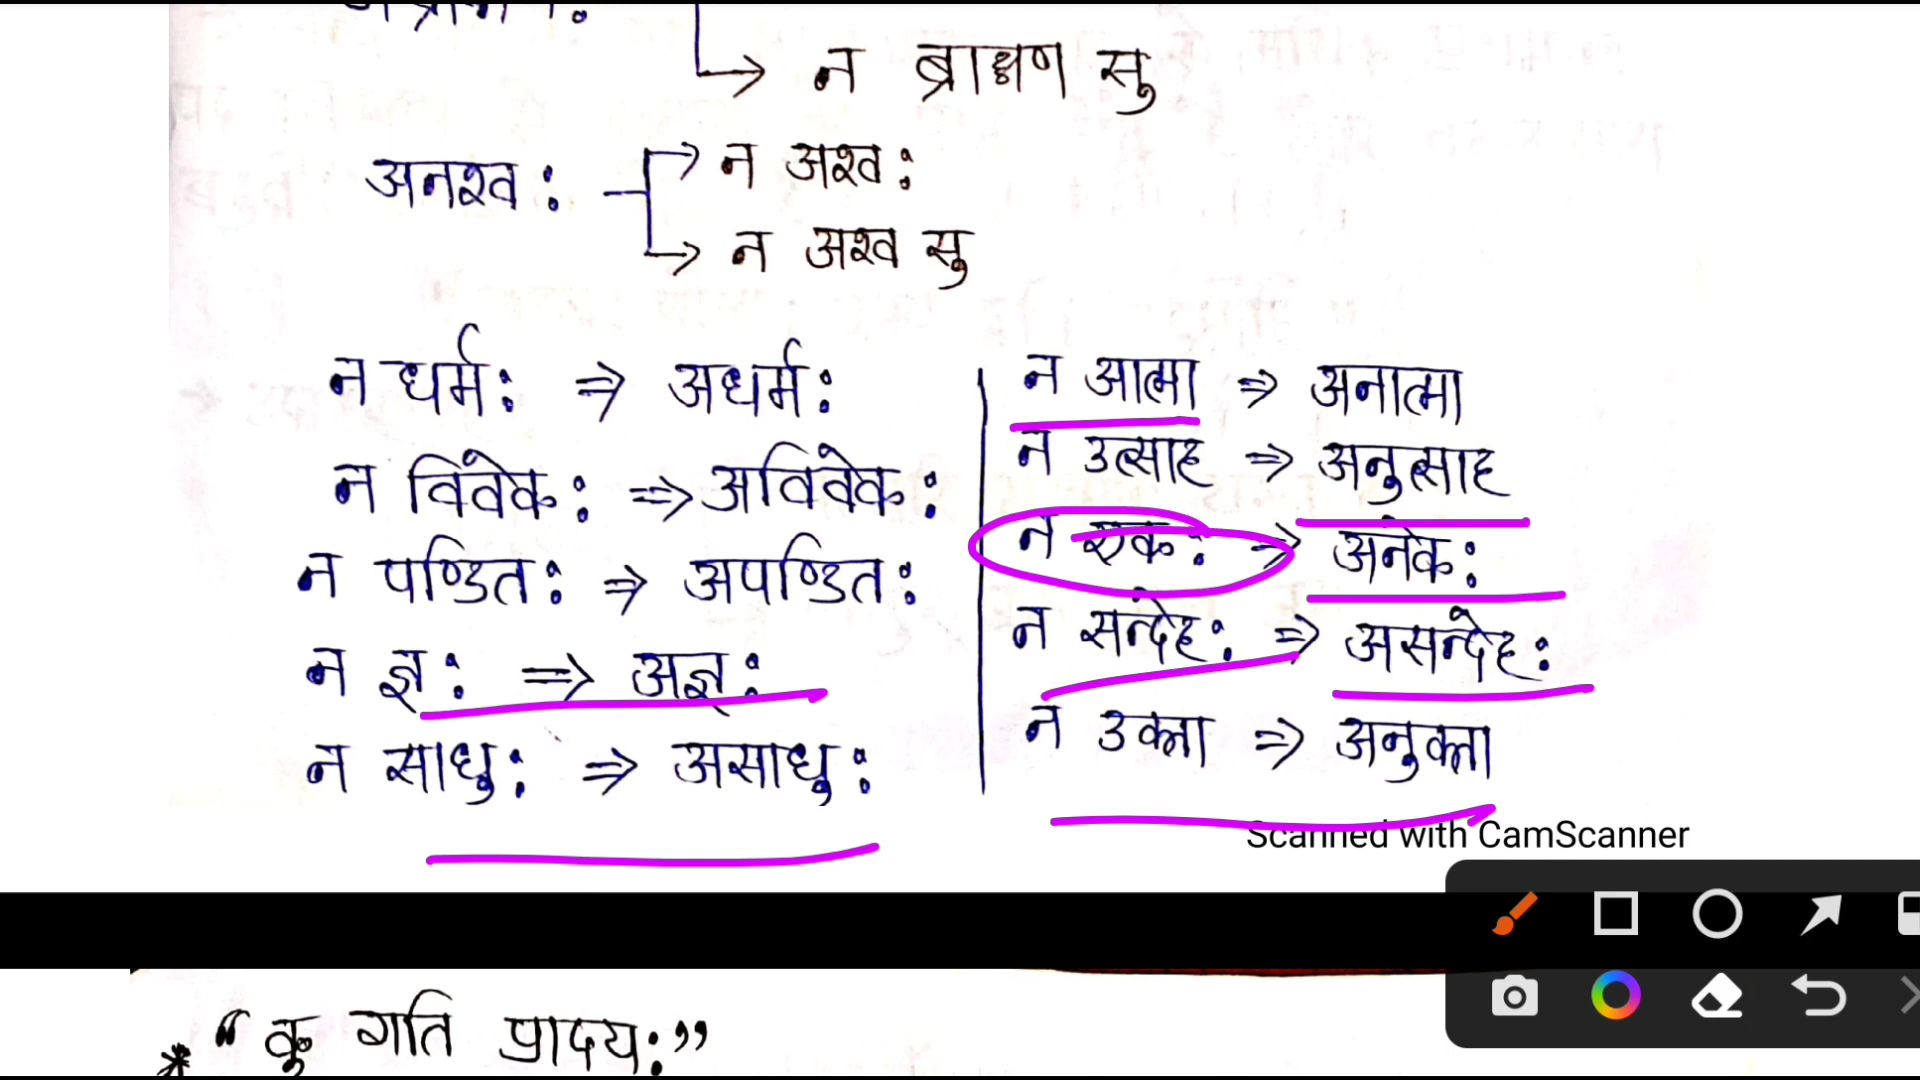 न ब्राह्मण सु
अनश्व : → न अश्व :
→ न अश्व सु
न धर्म : ⇒ अधर्म :
न विवेक : ⇒ अविवेक :
न पण्डित : ⇒ अपण्डित :
न ज्ञ : ⇒ अज्ञ :
न साधु : ⇒ असाधु :
न आत्मा ⇒ अनात्मा
न उत्साह ⇒ अनुत्साह
न एक : ⇒ अनेक :
न सन्देह : ⇒ असन्देह :
न उक्ता ⇒ अनुक्ता
Scanned with CamScanner
* “ कु गति प्रादय : ”